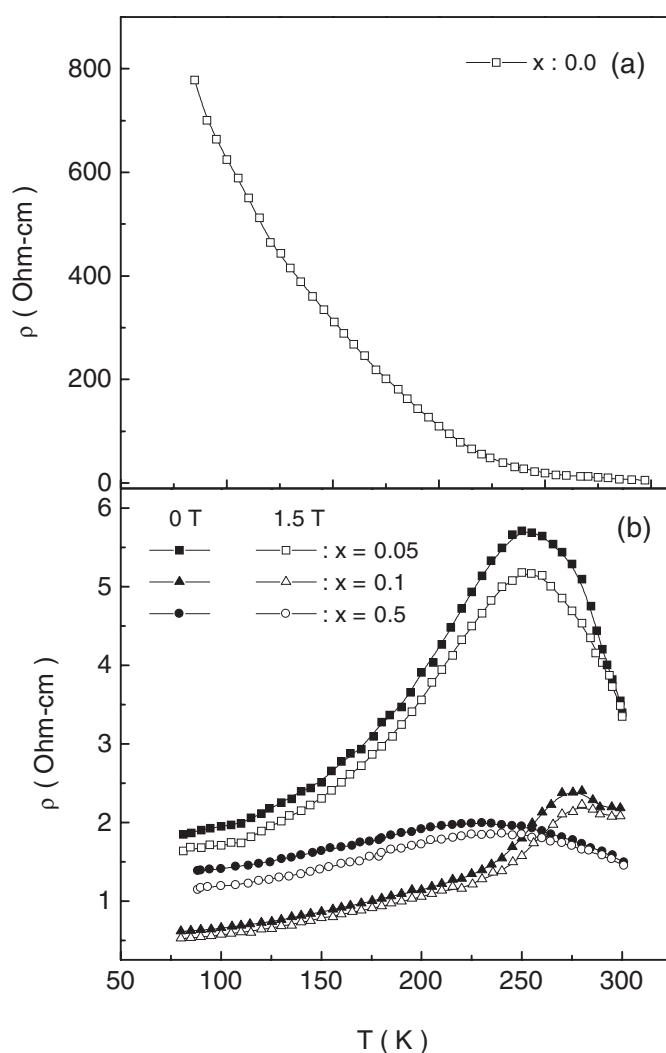 x : 0.0 (a)
800
600
400
200
0
ρ ( Ohm-cm )
(b)
0 T 1.5 T
: x = 0.05
: x = 0.1
: x = 0.5
6
5
4
3
2
1
ρ ( Ohm-cm )
50 100 150 200 250 300
T ( K )